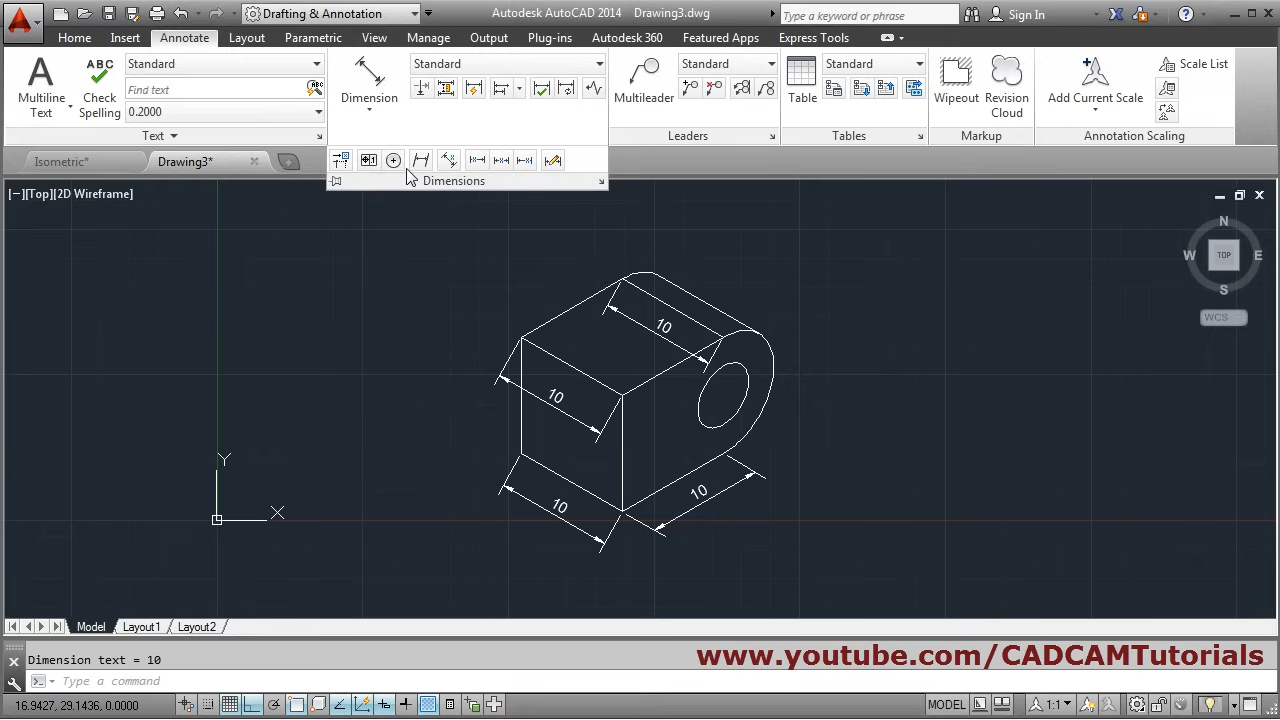 Drafting & Annotation
Autodesk AutoCAD 2014 Drawing3.dwg
Type a keyword or phrase
Sign In
Home Insert Annotate Layout Parametric View Manage Output Plug-ins Autodesk 360 Featured Apps Express Tools
Multiline
Text
ABC
Check
Spelling
Standard
Find text
0.2000
Text
Dimension
Standard
Dimensions
Multileader
Standard
Leaders
Table
Standard
Tables
Wipeout
Revision
Cloud
Markup
Add Current Scale
Scale List
Annotation Scaling
Isometric*
Drawing3*
[−][Top][2D Wireframe]
N
W
TOP
E
S
WCS
10
10
10
10
Y
X
Model Layout1 Layout2
Dimension text = 10
Type a command
www.youtube.com/CADCAMTutorials
16.9427, 29.1436, 0.0000
MODEL
1:1